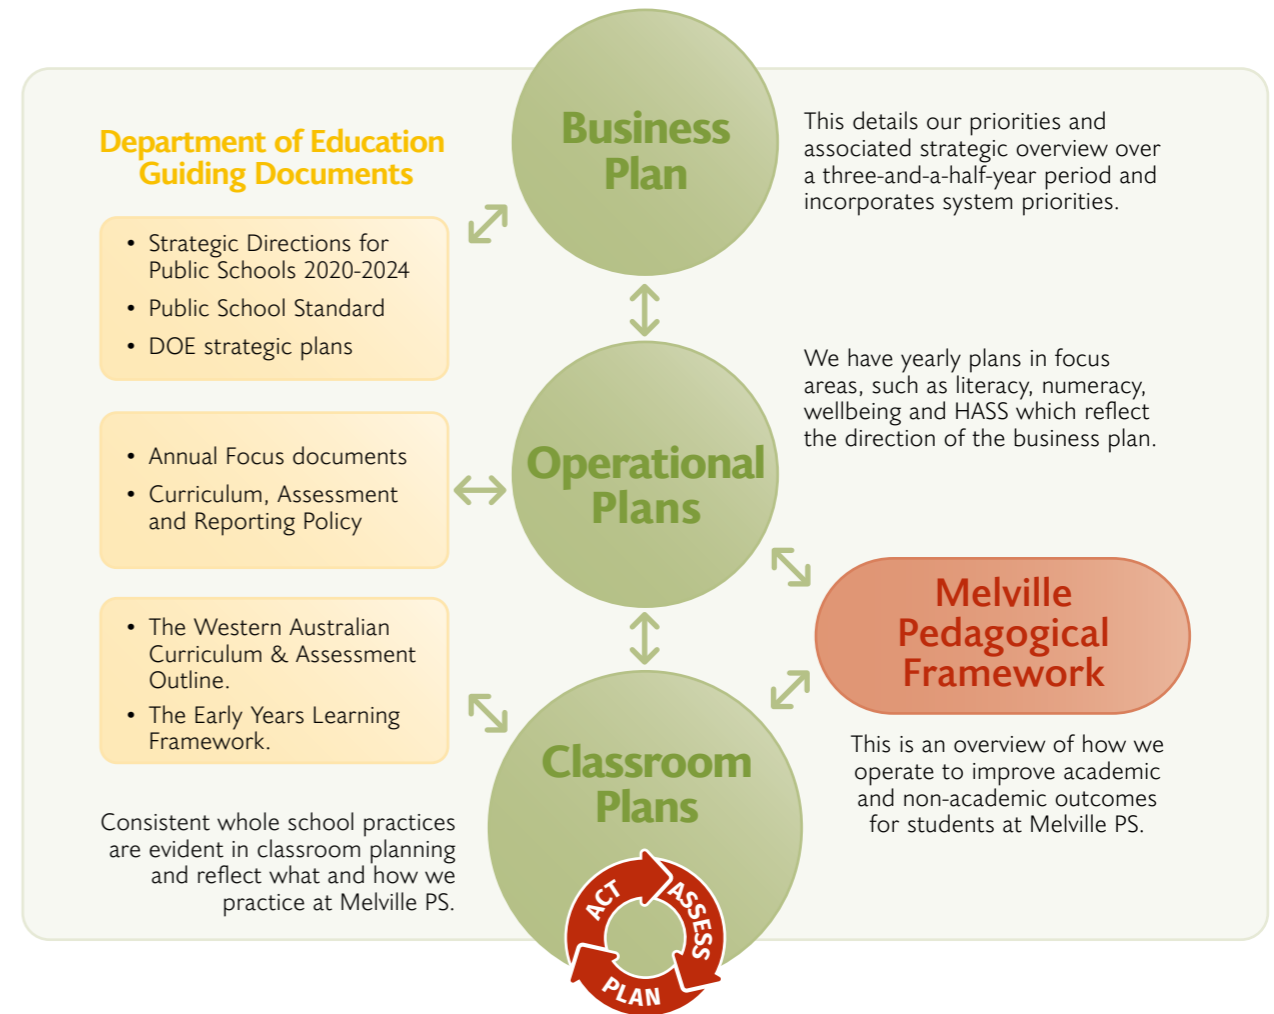 Business
Plan
This details our priorities and
associated strategic overview over
a three-and-a-half-year period and
incorporates system priorities.
Department of Education
Guiding Documents
• Strategic Directions for
Public Schools 2020-2024
• Public School Standard
• DOE strategic plans
We have yearly plans in focus
areas, such as literacy, numeracy,
wellbeing and HASS which reflect
the direction of the business plan.
• Annual Focus documents
• Curriculum, Assessment
and Reporting Policy
Operational
Plans
Melville
Pedagogical
Framework
• The Western Australian
Curriculum & Assessment
Outline.
• The Early Years Learning
Framework.
This is an overview of how we
operate to improve academic
and non-academic outcomes
for students at Melville PS.
Classroom
Plans
Consistent whole school practices
are evident in classroom planning
and reflect what and how we
practice at Melville PS.
ACT
ASSESS
PLAN